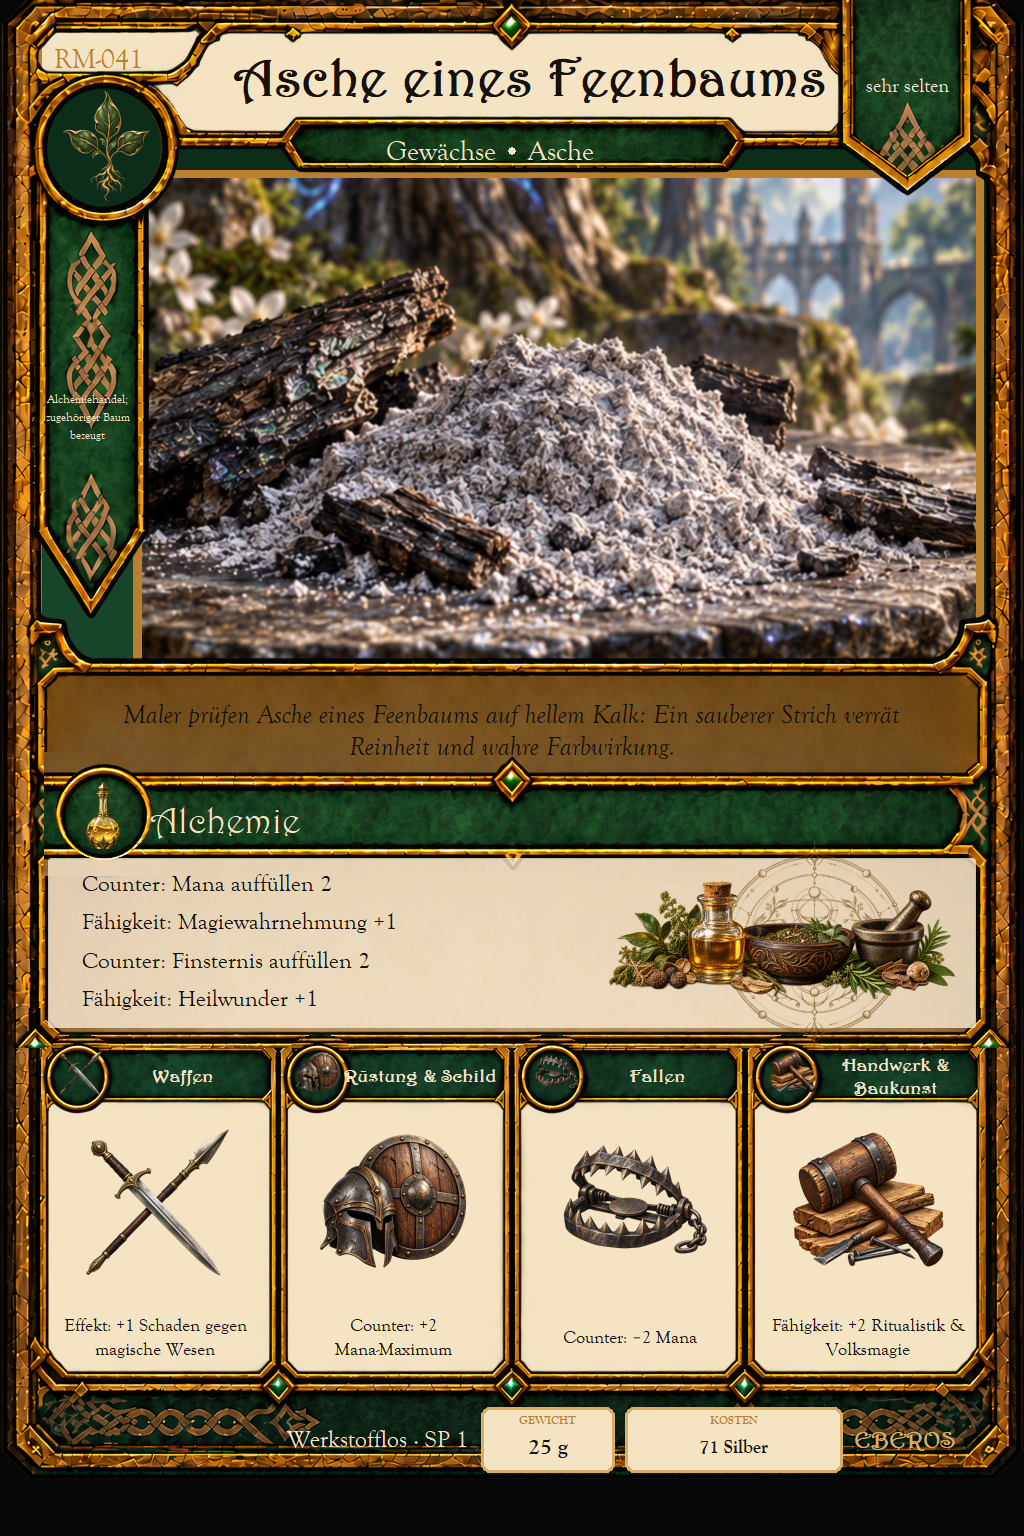 RM-041
Asche eines Feenbaums
sehr selten
Gewächse • Asche
Alchemiehandel;
zugehöriger Baum
bezeugt
Maler prüfen Asche eines Feenbaums auf hellem Kalk: Ein sauberer Strich verrät
Reinheit und wahre Farbwirkung.
Alchemie
Counter: Mana auffüllen 2
Fähigkeit: Magiewahrnehmung +1
Counter: Finsternis auffüllen 2
Fähigkeit: Heilwunder +1
Waffen
Effekt: +1 Schaden gegen
magische Wesen
Rüstung & Schild
Counter: +2
Mana-Maximum
Fallen
Counter: −2 Mana
Handwerk &
Baukunst
Fähigkeit: +2 Ritualistik &
Volksmagie
Werkstofflos · SP 1
GEWICHT
25 g
KOSTEN
71 Silber
EBEROS